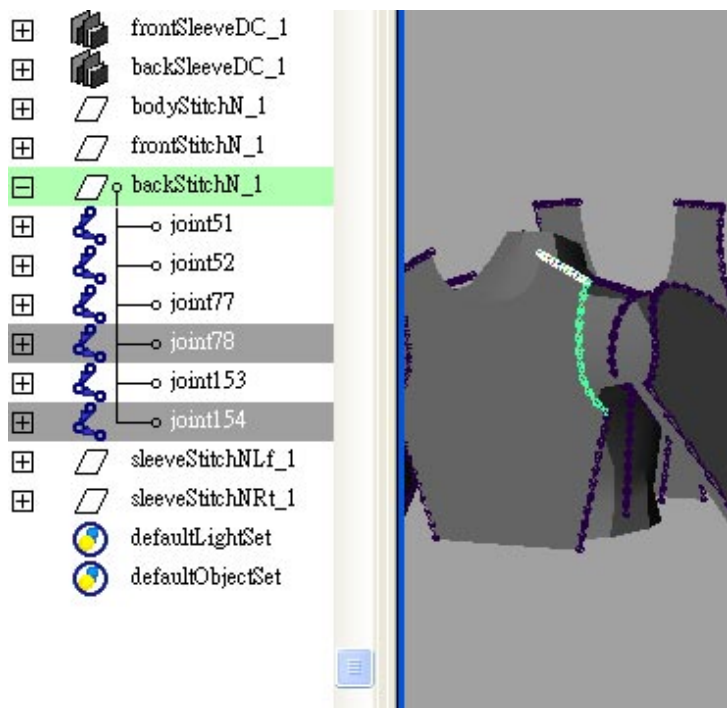 frontSleeveDC_1
backSleeveDC_1
bodyStitchN_1
frontStitchN_1
backStitchN_1
joint51
joint52
joint77
joint78
joint153
joint154
sleeveStitchNLf_1
sleeveStitchNRt_1
defaultLightSet
defaultObjectSet